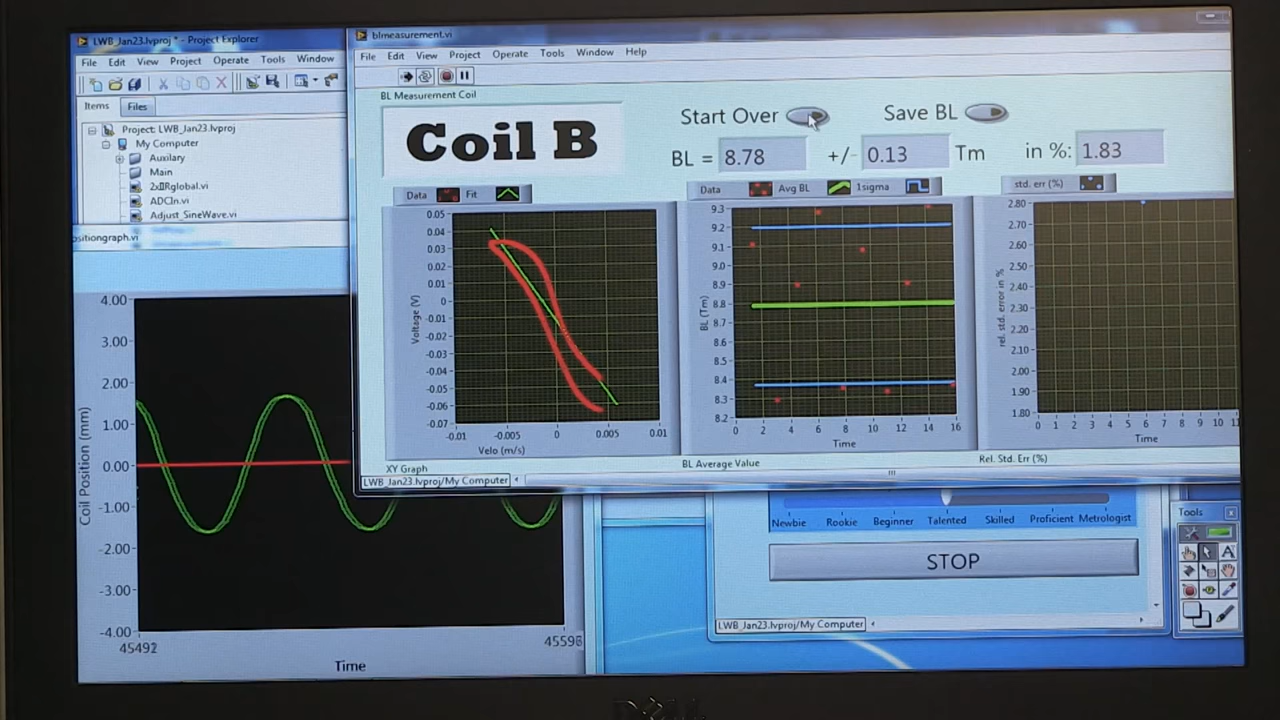 LWB_Jan23.lvproj * - Project Explorer
File Edit View Project Operate Tools Window
Items Files
Project: LWB_Jan23.lvproj
My Computer
Auxilary
Main
2xIIRglobal.vi
ADCIn.vi
Adjust_SineWave.vi
ositiongraph.vi
4.00
3.00
2.00
1.00
0.00
-1.00
-2.00
-3.00
-4.00
Coil Position (mm)
45492
Time
blmeasurement.vi
File Edit View Project Operate Tools Window Help
BL Measurement Coil
Coil B
Start Over
Save BL
BL = 8.78 +/- 0.13 Tm in %: 1.83
Data Fit
0.05
0.04
0.03
0.02
0.01
0
-0.01
-0.02
-0.03
-0.04
-0.05
-0.06
-0.07
Voltage (V)
-0.01 -0.005 0 0.005 0.01
Velo (m/s)
XY Graph
Data Avg BL 1sigma
9.3
9.2
9.1
9.0
8.9
8.8
8.7
8.6
8.5
8.4
8.3
8.2
BL (Tm)
0 2 4 6 8 10 12 14 16
Time
BL Average Value
std. err (%)
2.80
2.70
2.60
2.50
2.40
2.30
2.20
2.10
2.00
1.90
1.80
rel. std. error in %
0 1 2 3 4 5 6 7 8 9 10 11
Time
Rel. Std. Err (%)
LWB_Jan23.lvproj/My Computer
Newbie Rookie Beginner Talented Skilled Proficient Metrologist
STOP
LWB_Jan23.lvproj/My Computer
Tools
A
DELL